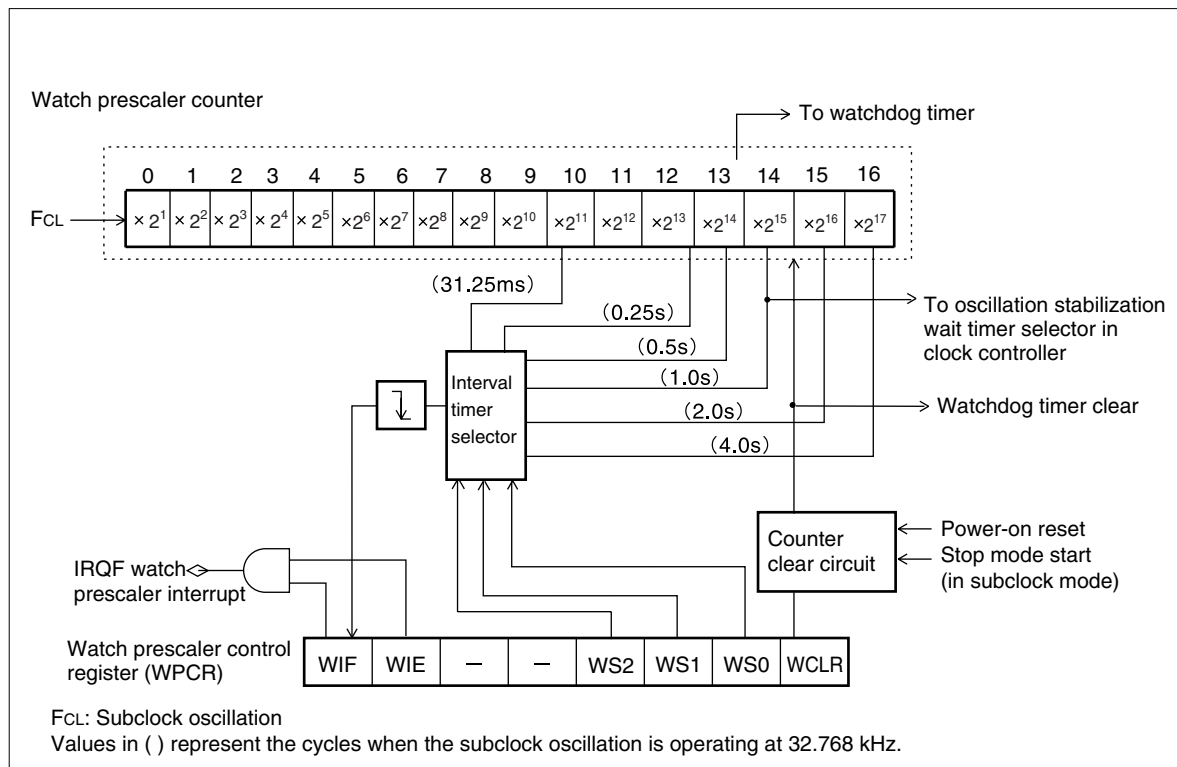 Watch prescaler counter
To watchdog timer
0 1 2 3 4 5 6 7 8 9 10 11 12 13 14 15 16
FCL
× 2¹ × 2² × 2³ × 2⁴ × 2⁵ ×2⁶ ×2⁷ ×2⁸ ×2⁹ ×2¹⁰ ×2¹¹ ×2¹² ×2¹³ ×2¹⁴ ×2¹⁵ ×2¹⁶ ×2¹⁷
(31.25ms)
(0.25s)
(0.5s)
(1.0s)
(2.0s)
(4.0s)
To oscillation stabilization
wait timer selector in
clock controller
Interval
timer
selector
Watchdog timer clear
Counter
clear circuit
Power-on reset
Stop mode start
(in subclock mode)
IRQF watch
prescaler interrupt
Watch prescaler control
register (WPCR)
WIF WIE – – WS2 WS1 WS0 WCLR
FCL: Subclock oscillation
Values in ( ) represent the cycles when the subclock oscillation is operating at 32.768 kHz.